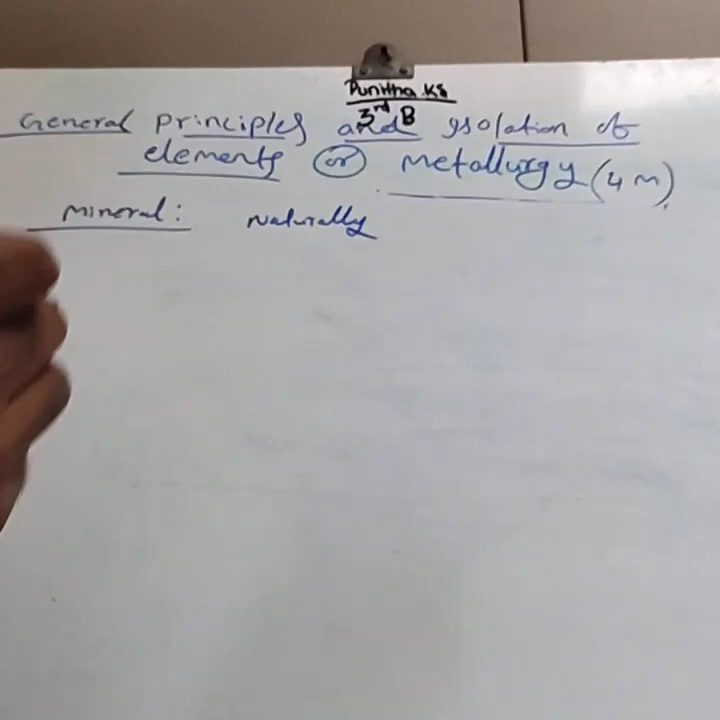 Punitha.KS
3rd B
General Principles and Isolation of
elements or metallurgy (4 M)
Mineral: Naturally